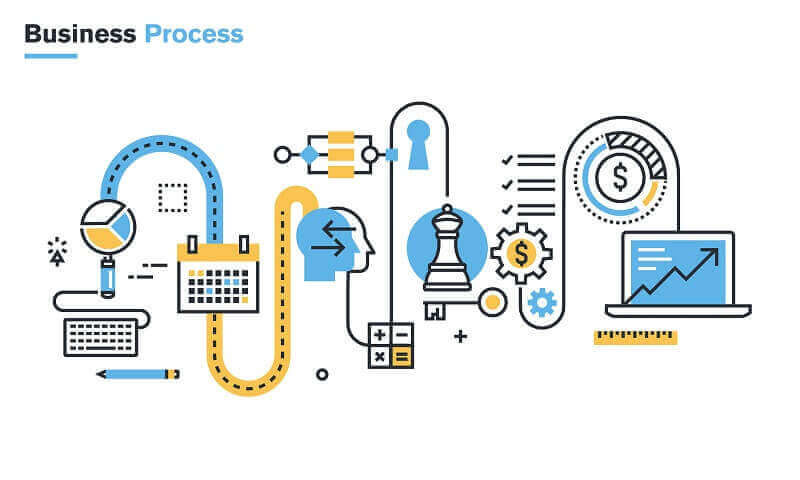 Business Process
$
$
+ −
× =